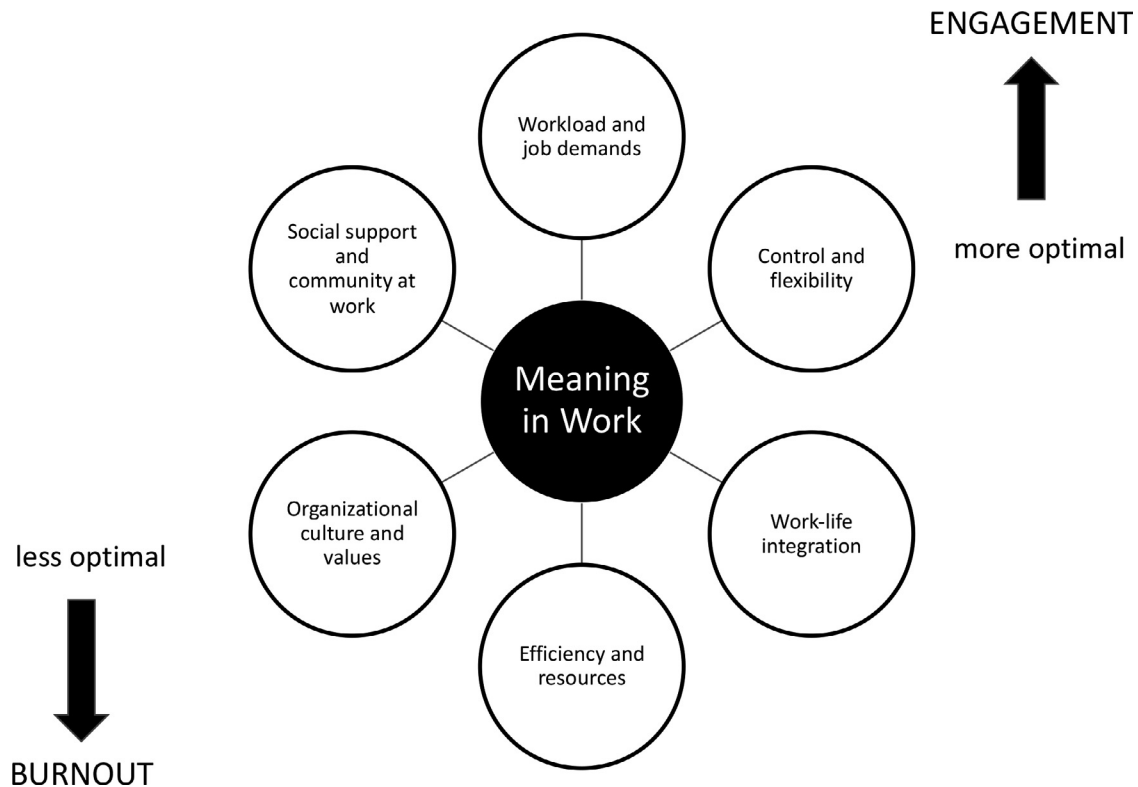 ENGAGEMENT
more optimal
Workload and
job demands
Control and
flexibility
Work-life
integration
Efficiency and
resources
Organizational
culture and
values
Social support
and
community at
work
Meaning
in Work
less optimal
BURNOUT